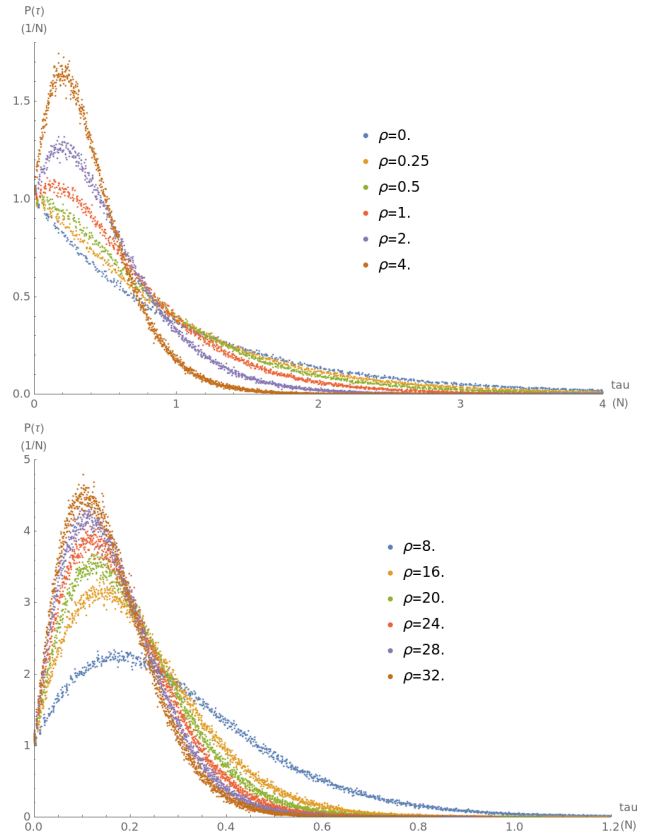 P(τ)
(1/N)
1.5
1.0
0.5
0.0
0
1
2
3
4
tau
(N)
ρ=0.
ρ=0.25
ρ=0.5
ρ=1.
ρ=2.
ρ=4.
P(τ)
(1/N)
5
4
3
2
1
0
0.0
0.2
0.4
0.6
0.8
1.0
1.2
tau
(N)
ρ=8.
ρ=16.
ρ=20.
ρ=24.
ρ=28.
ρ=32.